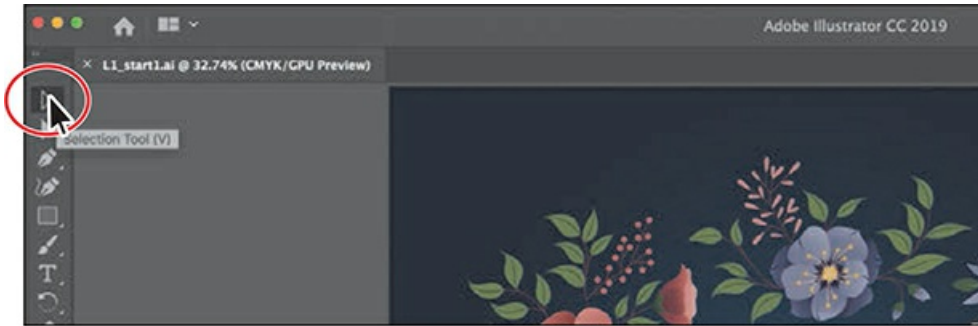 Adobe Illustrator CC 2019
× L1_start1.ai @ 32.74% (CMYK/GPU Preview)
Selection Tool (V)